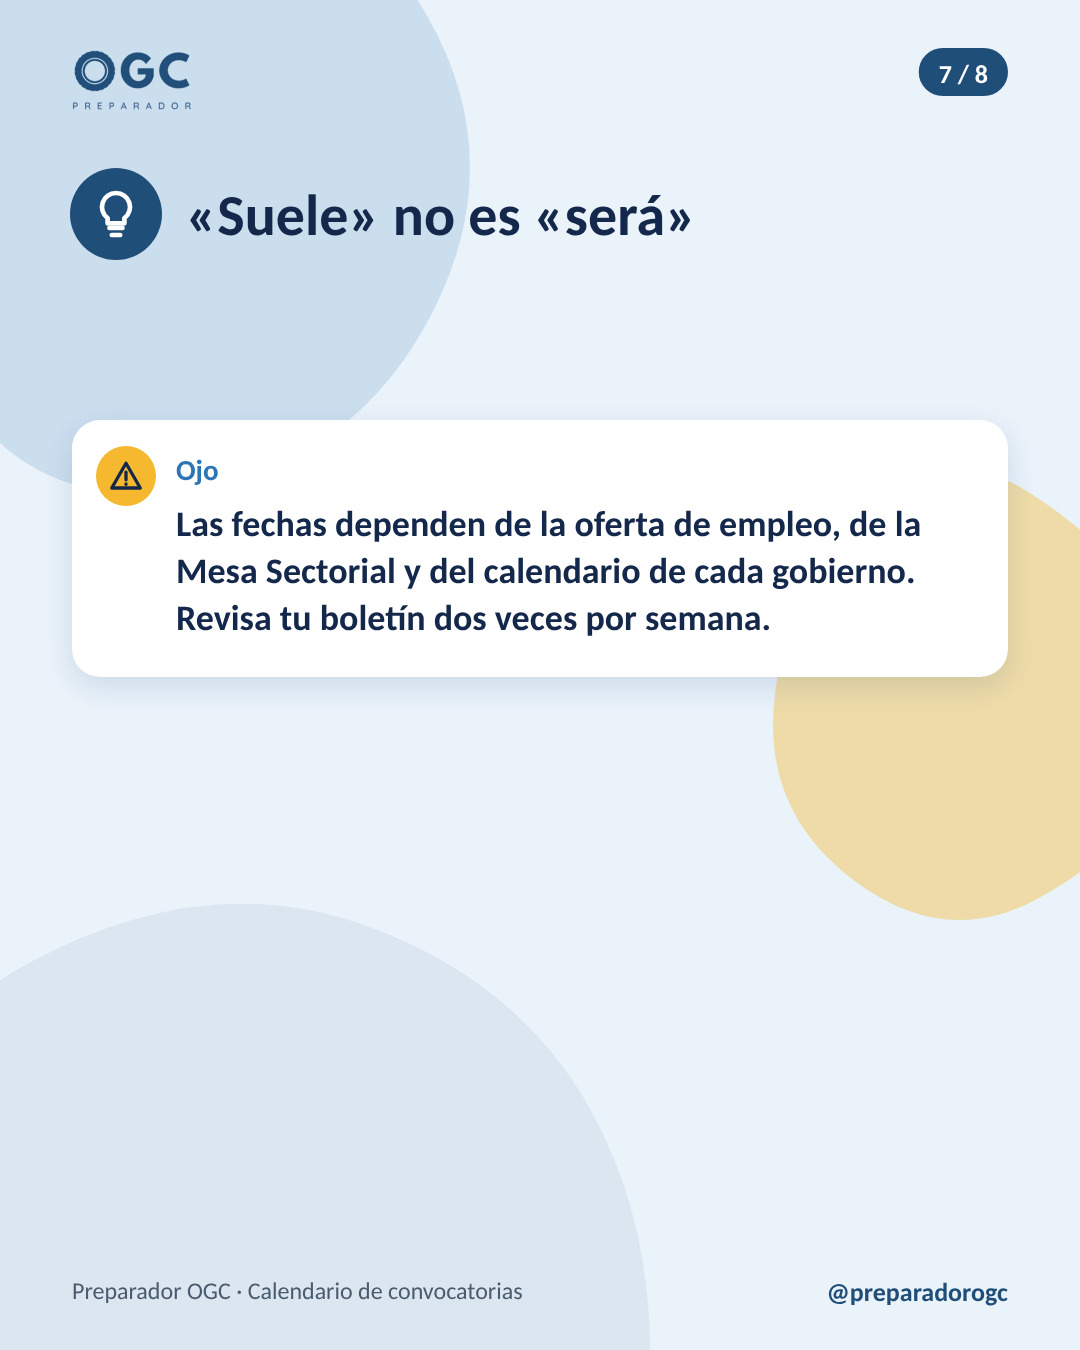 OGC
PREPARADOR
7 / 8
«Suele» no es «será»
Ojo
Las fechas dependen de la oferta de empleo, de la
Mesa Sectorial y del calendario de cada gobierno.
Revisa tu boletín dos veces por semana.
Preparador OGC · Calendario de convocatorias
@preparadorogc